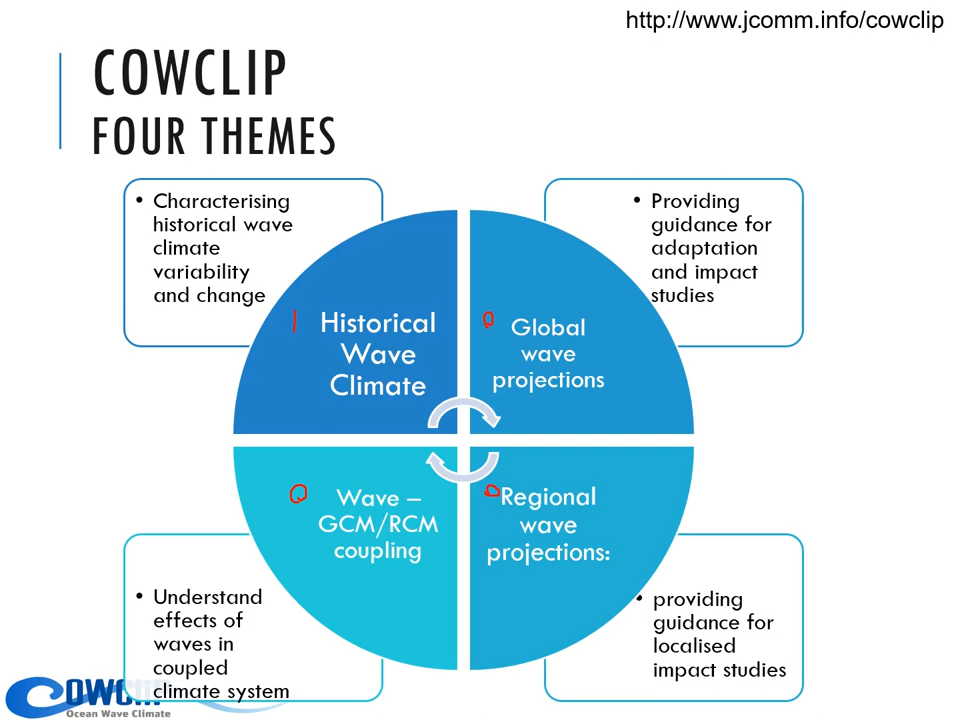 http://www.jcomm.info/cowclip
COWCLIP
FOUR THEMES
• Characterising
historical wave
climate
variability
and change
• Providing
guidance for
adaptation
and impact
studies
Historical
Wave
Climate
Global
wave
projections
Wave –
GCM/RCM
coupling
Regional
wave
projections:
• Understand
effects of
waves in
coupled
climate system
• providing
guidance for
localised
impact studies
COWCLIP
Ocean Wave Climate